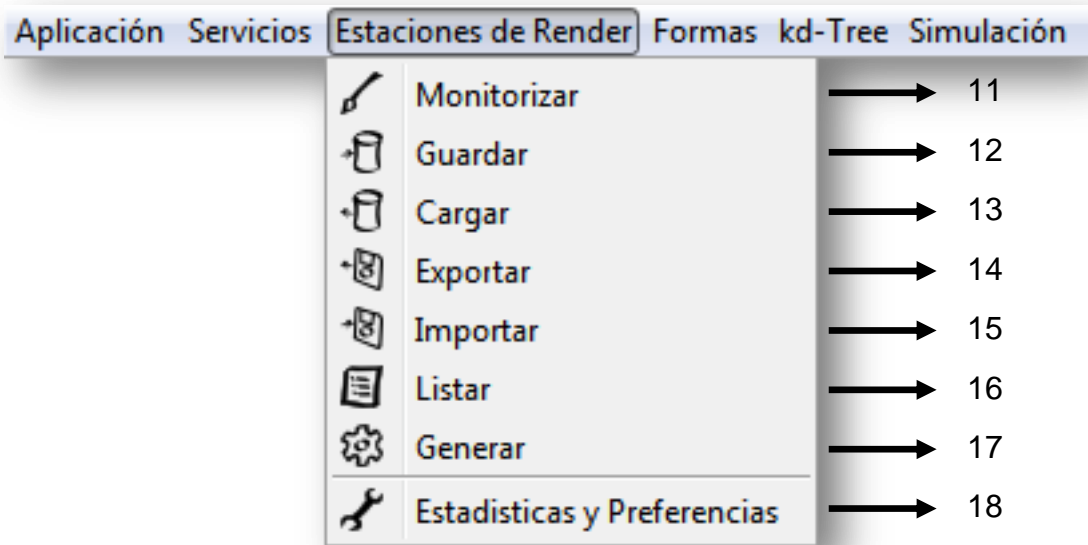 Aplicación Servicios Estaciones de Render Formas kd-Tree Simulación
Monitorizar 11
Guardar 12
Cargar 13
Exportar 14
Importar 15
Listar 16
Generar 17
Estadisticas y Preferencias 18